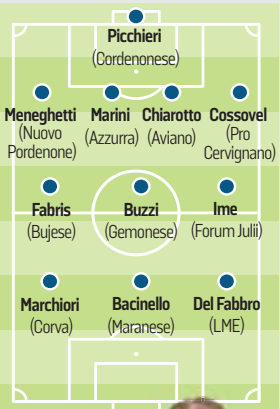 Picchieri
(Cordenonese)
Meneghetti Marini Chiarotto Cossovel
(Nuovo Pordenone) (Azzurra) (Aviano) (Pro Cervignano)
Fabris Buzzi Ime
(Bujese) (Gemonese) (Forum Julii)
Marchiori Bacinello Del Fabbro
(Corva) (Maranese) (LME)